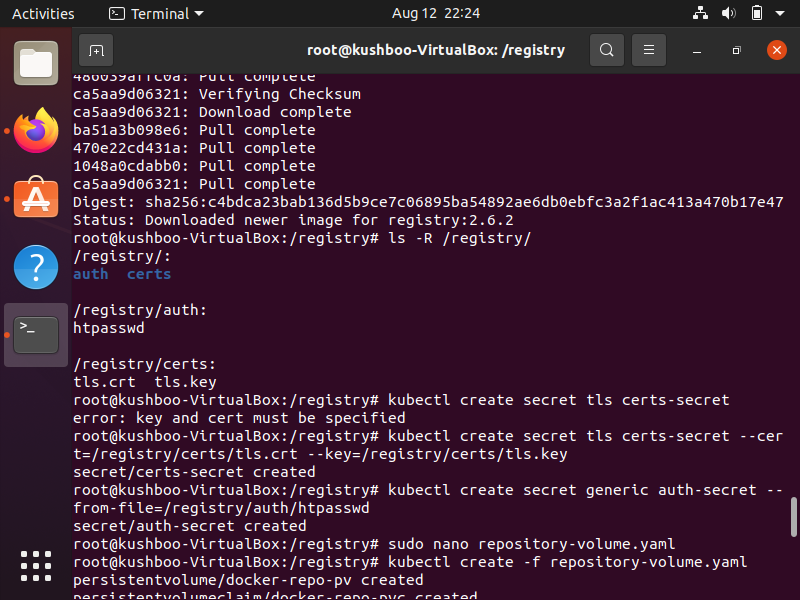 Activities
Terminal
Aug 12 22:24
root@kushboo-VirtualBox: /registry
486039affc0a: Pull complete
ca5aa9d06321: Verifying Checksum
ca5aa9d06321: Download complete
ba51a3b098e6: Pull complete
470e22cd431a: Pull complete
1048a0cdabb0: Pull complete
ca5aa9d06321: Pull complete
Digest: sha256:c4bdca23bab136d5b9ce7c06895ba54892ae6db0ebfc3a2f1ac413a470b17e47
Status: Downloaded newer image for registry:2.6.2
root@kushboo-VirtualBox:/registry# ls -R /registry/
/registry/:
auth  certs
/registry/auth:
htpasswd
/registry/certs:
tls.crt  tls.key
root@kushboo-VirtualBox:/registry# kubectl create secret tls certs-secret
error: key and cert must be specified
root@kushboo-VirtualBox:/registry# kubectl create secret tls certs-secret --cer
t=/registry/certs/tls.crt --key=/registry/certs/tls.key
secret/certs-secret created
root@kushboo-VirtualBox:/registry# kubectl create secret generic auth-secret --
from-file=/registry/auth/htpasswd
secret/auth-secret created
root@kushboo-VirtualBox:/registry# sudo nano repository-volume.yaml
root@kushboo-VirtualBox:/registry# kubectl create -f repository-volume.yaml
persistentvolume/docker-repo-pv created
persistentvolumeclaim/docker-repo-pvc created